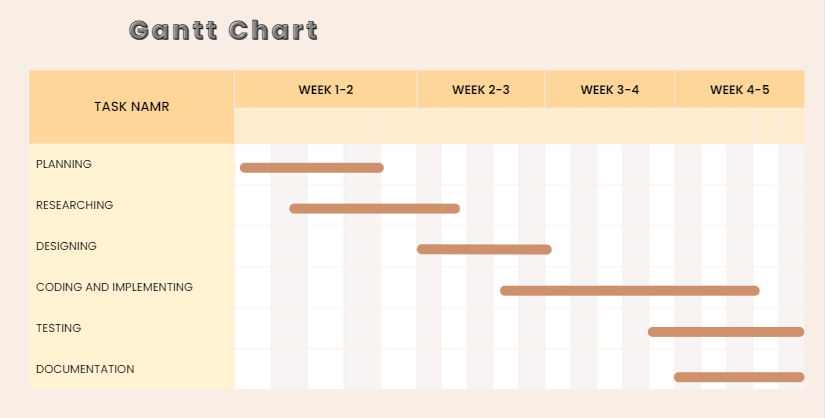 Gantt Chart
TASK NAMR
WEEK 1-2
WEEK 2-3
WEEK 3-4
WEEK 4-5
PLANNING
RESEARCHING
DESIGNING
CODING AND IMPLEMENTING
TESTING
DOCUMENTATION